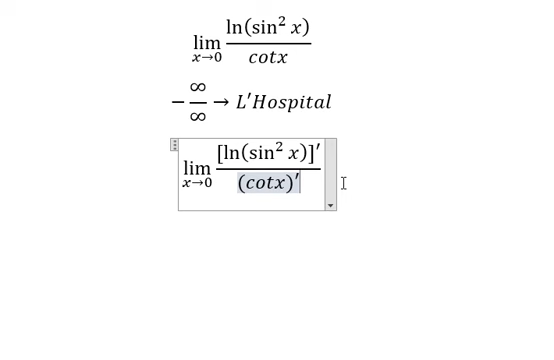 lim x→0 ln(sin² x) / cotx
− ∞/∞ → L′Hospital
lim x→0 [ln(sin² x)]′ / (cotx)′